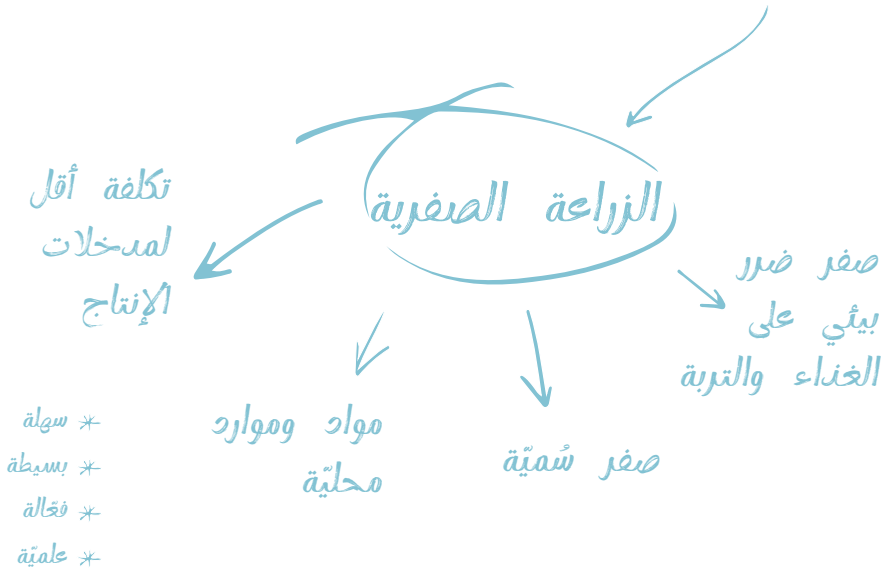 الزراعة الصفرية
صفر ضرر
بيئي على
الغذاء والتربة
صفر سُميّة
مواد وموارد
محليّة
تكلفة أقل
لمدخلات
الإنتاج
سهلة
بسيطة
فعّالة
علميّة